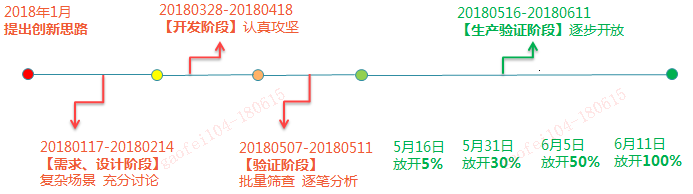 2018年1月
提出创新思路
20180328-20180418
【开发阶段】认真攻坚
20180516-20180611
【生产验证阶段】逐步开放
20180117-20180214
【需求、设计阶段】
复杂场景 充分讨论
20180507-20180511
【验证阶段】
批量筛查 逐笔分析
5月16日
放开5%
5月31日
放开30%
6月5日
放开50%
6月11日
放开100%
gaofei104-180615
gaofei104-180615